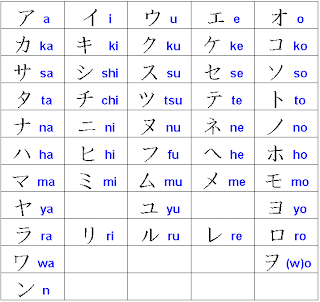 ア a イ i ウ u エ e オ o
カ ka キ ki ク ku ケ ke コ ko
サ sa シ shi ス su セ se ソ so
タ ta チ chi ツ tsu テ te ト to
ナ na ニ ni ヌ nu ネ ne ノ no
ハ ha ヒ hi フ fu ヘ he ホ ho
マ ma ミ mi ム mu メ me モ mo
ヤ ya ユ yu ヨ yo
ラ ra リ ri ル ru レ re ロ ro
ワ wa ヲ (w)o
ン n